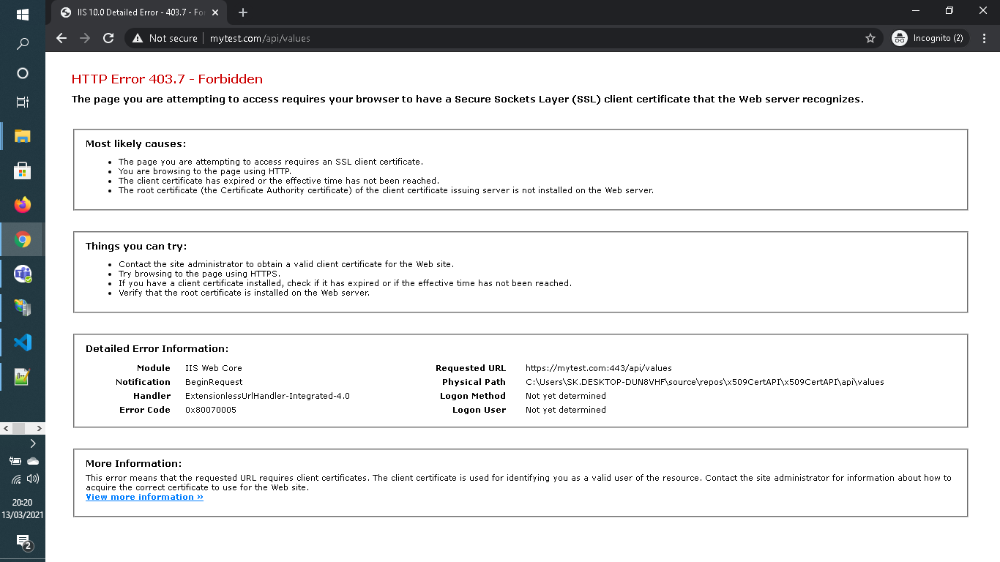 IIS 10.0 Detailed Error - 403.7 - Fo
Not secure
mytest.com/api/values
Incognito (2)
HTTP Error 403.7 - Forbidden
The page you are attempting to access requires your browser to have a Secure Sockets Layer (SSL) client certificate that the Web server recognizes.
Most likely causes:
• The page you are attempting to access requires an SSL client certificate.
• You are browsing to the page using HTTP.
• The client certificate has expired or the effective time has not been reached.
• The root certificate (the Certificate Authority certificate) of the client certificate issuing server is not installed on the Web server.
Things you can try:
• Contact the site administrator to obtain a valid client certificate for the Web site.
• Try browsing to the page using HTTPS.
• If you have a client certificate installed, check if it has expired or if the effective time has not been reached.
• Verify that the root certificate is installed on the Web server.
Detailed Error Information:
Module IIS Web Core
Notification BeginRequest
Handler ExtensionlessUrlHandler-Integrated-4.0
Error Code 0x80070005
Requested URL https://mytest.com:443/api/values
Physical Path C:\Users\SK.DESKTOP-DUN8VHF\source\repos\x509CertAPI\x509CertAPI\api\values
Logon Method Not yet determined
Logon User Not yet determined
More Information:
This error means that the requested URL requires client certificates. The client certificate is used for identifying you as a valid user of the resource. Contact the site administrator for information about how to
acquire the correct certificate to use for the Web site.
View more information »
20:20
13/03/2021
2